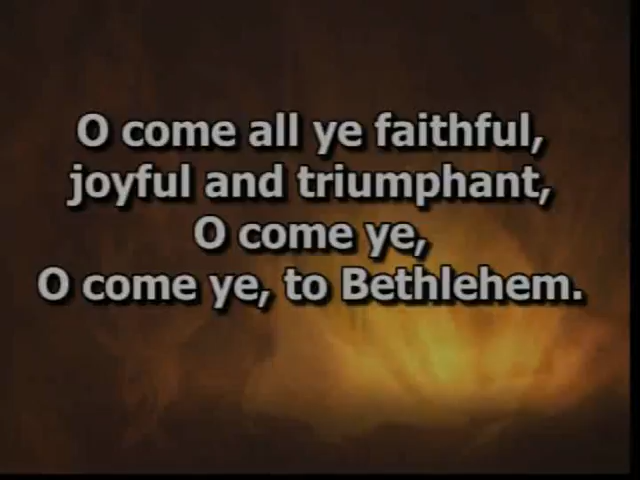 O come all ye faithful,
joyful and triumphant,
O come ye,
O come ye, to Bethlehem.